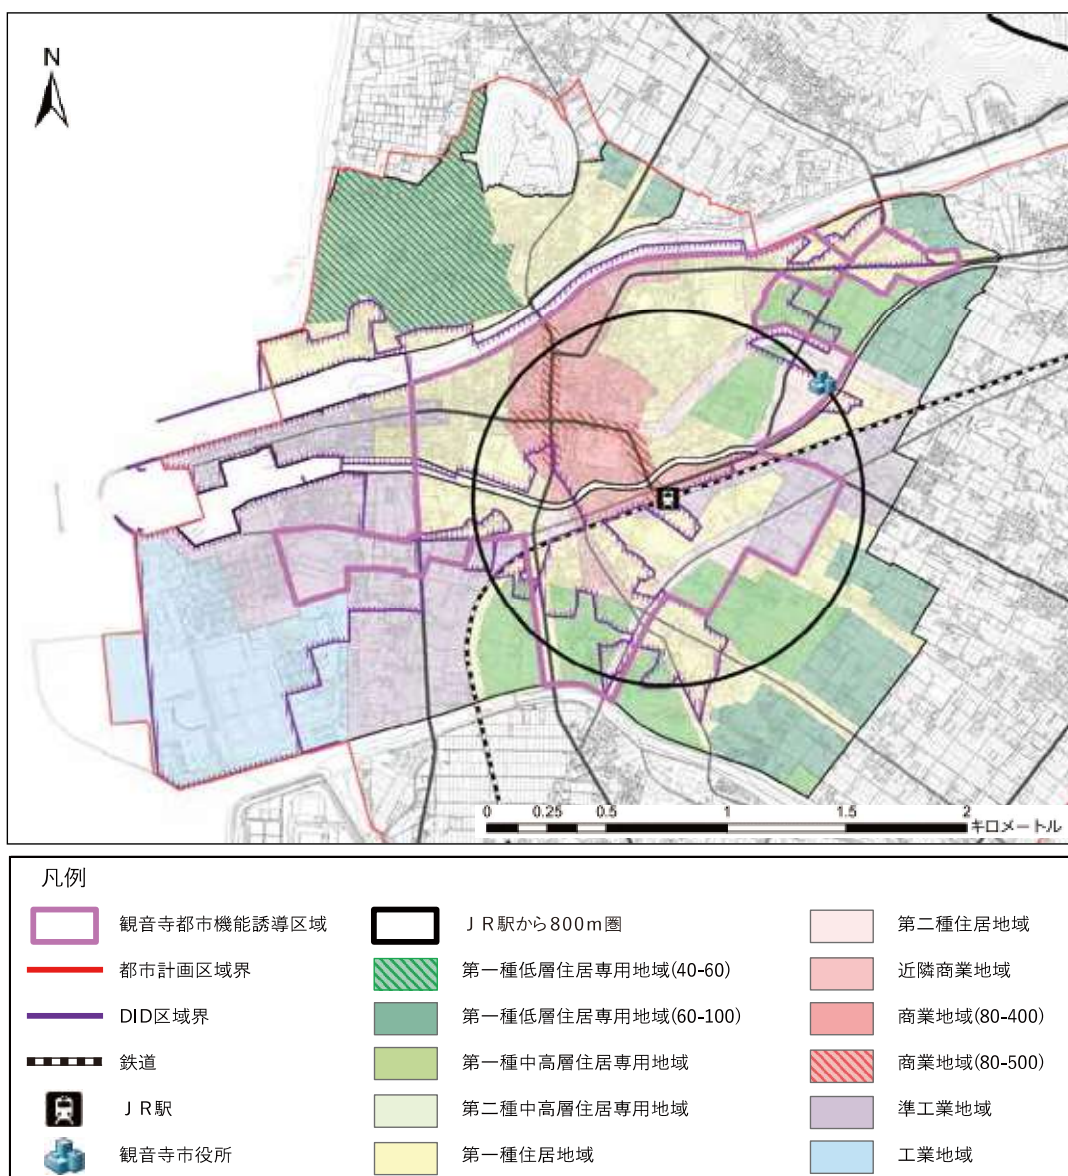 N
0 0.25 0.5 1 1.5 2
キロメートル
凡例
観音寺都市機能誘導区域
都市計画区域界
DID区域界
鉄道
JR駅
観音寺市役所
JR駅から800m圏
第一種低層住居専用地域(40-60)
第一種低層住居専用地域(60-100)
第一種中高層住居専用地域
第二種中高層住居専用地域
第一種住居地域
第二種住居地域
近隣商業地域
商業地域(80-400)
商業地域(80-500)
準工業地域
工業地域